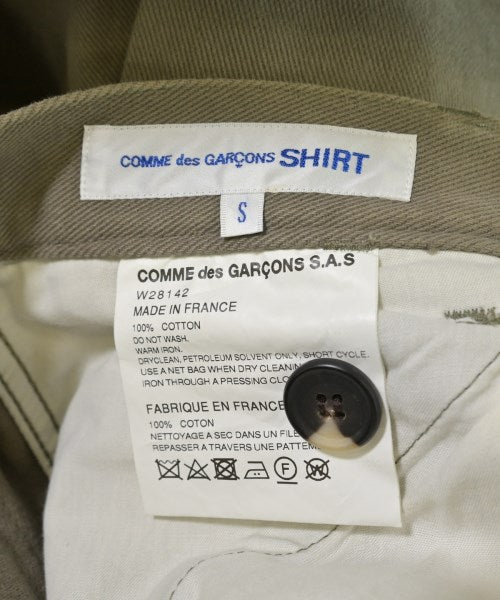 COMME des GARÇONS SHIRT
S
COMME des GARÇONS S.A.S
W28142
MADE IN FRANCE
100% COTTON
DO NOT WASH.
WARM IRON.
DRYCLEAN, PETROLEUM SOLVENT ONLY, SHORT CYCLE.
USE A NET BAG WHEN DRY CLEANIN
IRON THROUGH A PRESSING CLO
FABRIQUE EN FRANCE
100% COTTON
NETTOYAGE A SEC DANS UN FILE
REPASSER A TRAVERS UNE PATTEM
F W